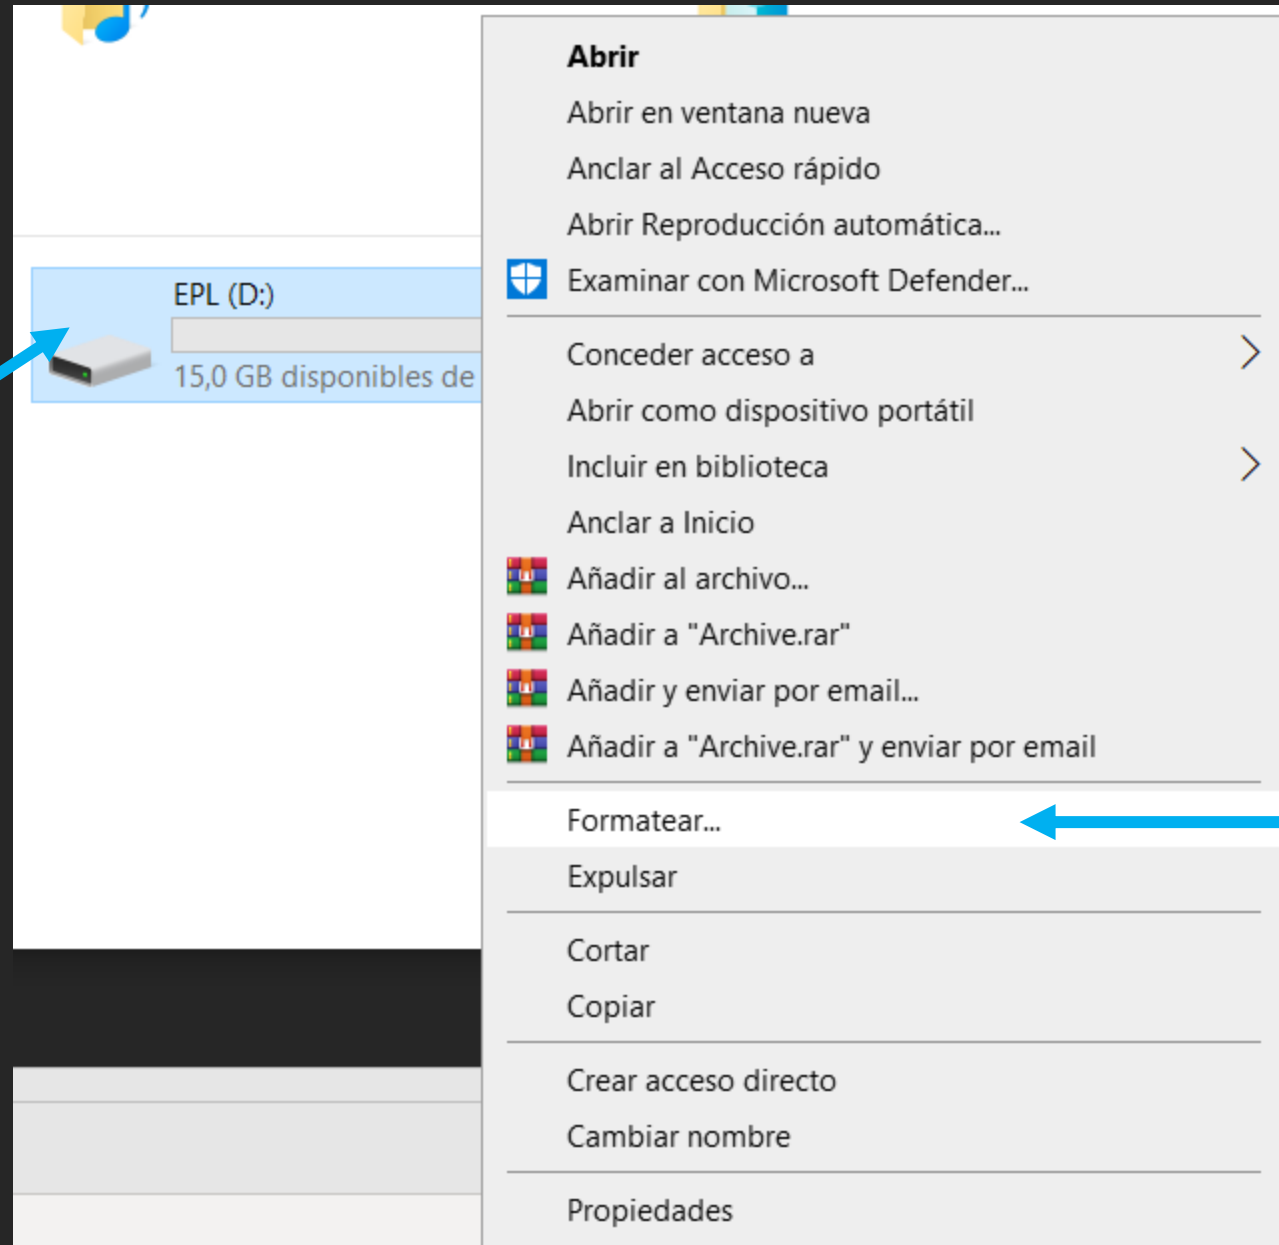 EPL (D:)
15,0 GB disponibles de
Abrir
Abrir en ventana nueva
Anclar al Acceso rápido
Abrir Reproducción automática...
Examinar con Microsoft Defender...
Conceder acceso a
Abrir como dispositivo portátil
Incluir en biblioteca
Anclar a Inicio
Añadir al archivo...
Añadir a "Archive.rar"
Añadir y enviar por email...
Añadir a "Archive.rar" y enviar por email
Formatear...
Expulsar
Cortar
Copiar
Crear acceso directo
Cambiar nombre
Propiedades